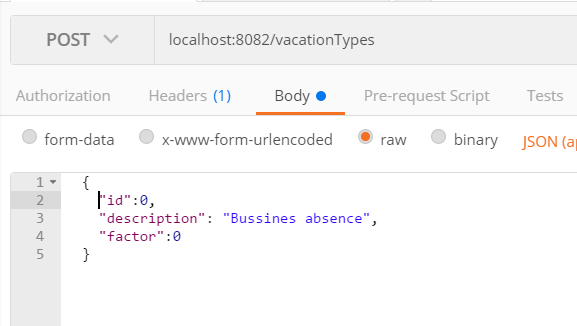 POST localhost:8082/vacationTypes
Authorization Headers (1) Body Pre-request Script Tests
form-data x-www-form-urlencoded raw binary JSON
1 {
2 "id":0,
3 "description": "Bussines absence",
4 "factor":0
5 }